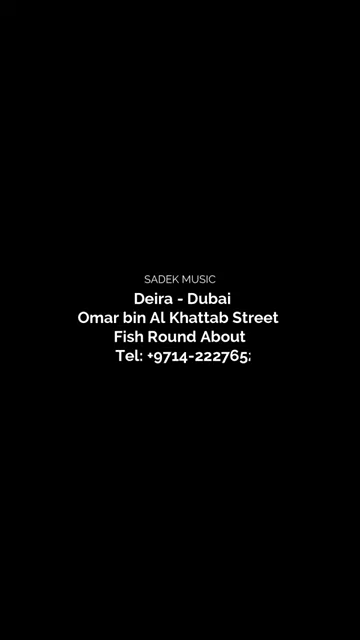 SADEK MUSIC
Deira - Dubai
Omar bin Al Khattab Street
Fish Round About
Tel: +9714-222765;